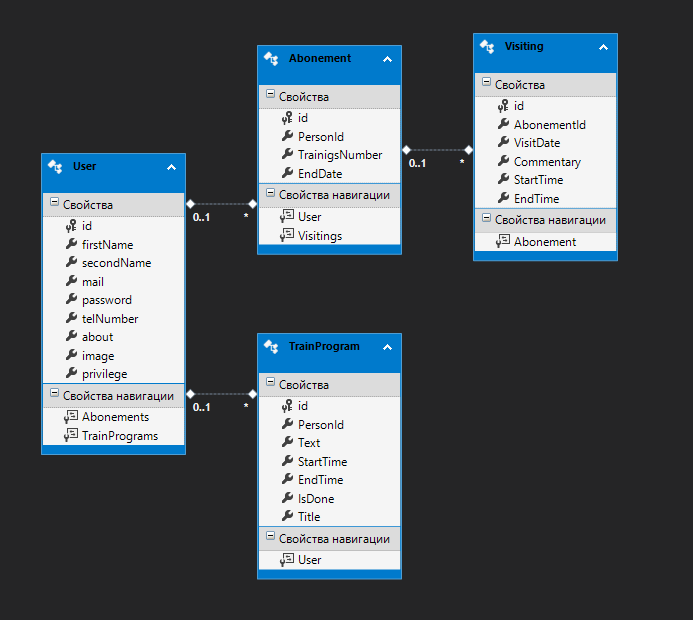 User
Свойства
id
firstName
secondName
mail
password
telNumber
about
image
privilege
Свойства навигации
Abonements
TrainPrograms
0..1
*
Abonement
Свойства
id
PersonId
TrainigsNumber
EndDate
Свойства навигации
User
Visitings
0..1
*
Visiting
Свойства
id
AbonementId
VisitDate
Commentary
StartTime
EndTime
Свойства навигации
Abonement
0..1
*
TrainProgram
Свойства
id
PersonId
Text
StartTime
EndTime
IsDone
Title
Свойства навигации
User